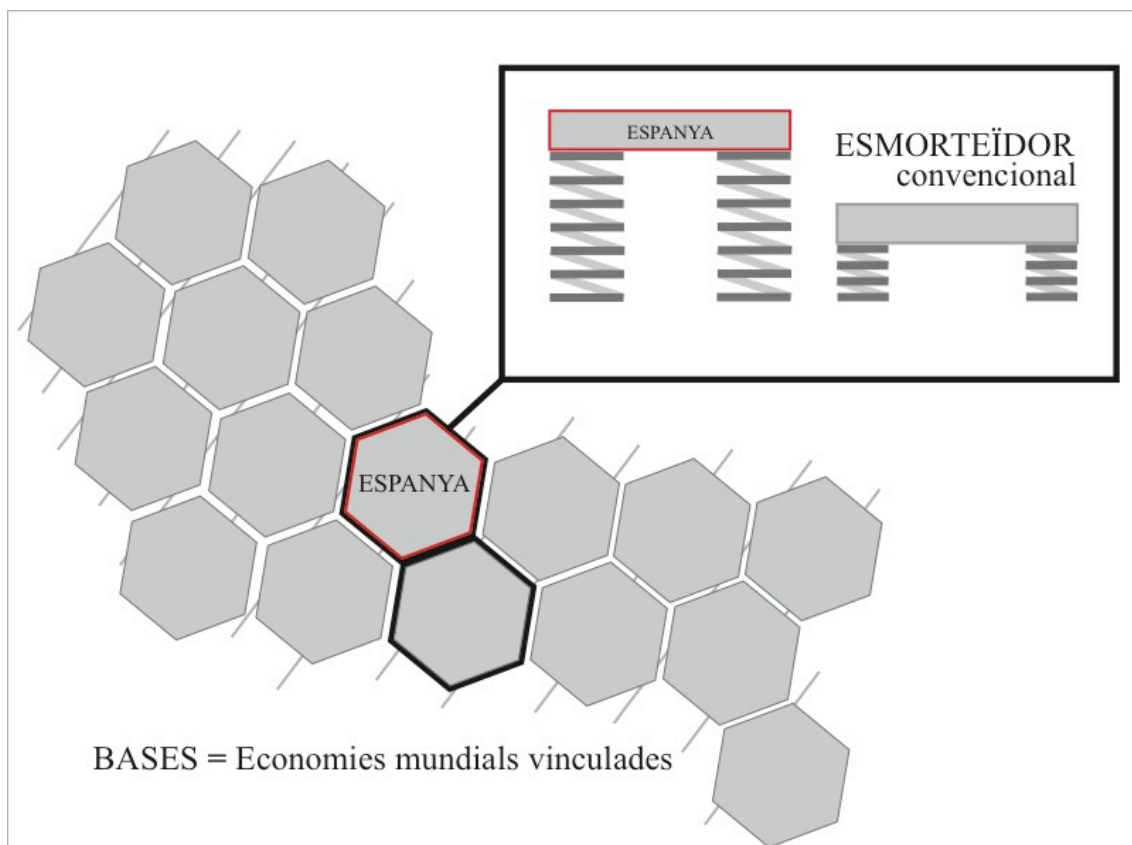 ESPANYA
ESMORTEÏDOR
convencional
ESPANYA
BASES = Economies mundials vinculades